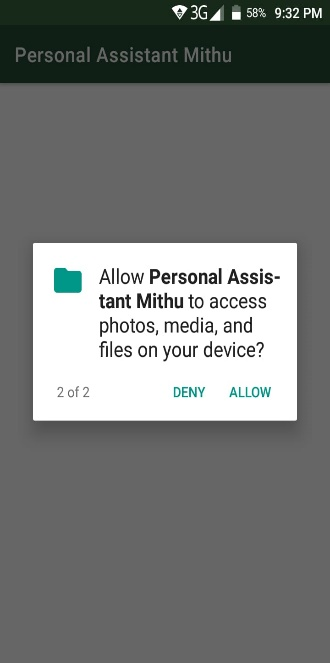 3G 58% 9:32 PM
Personal Assistant Mithu
Allow Personal Assis-
tant Mithu to access
photos, media, and
files on your device?
2 of 2 DENY ALLOW